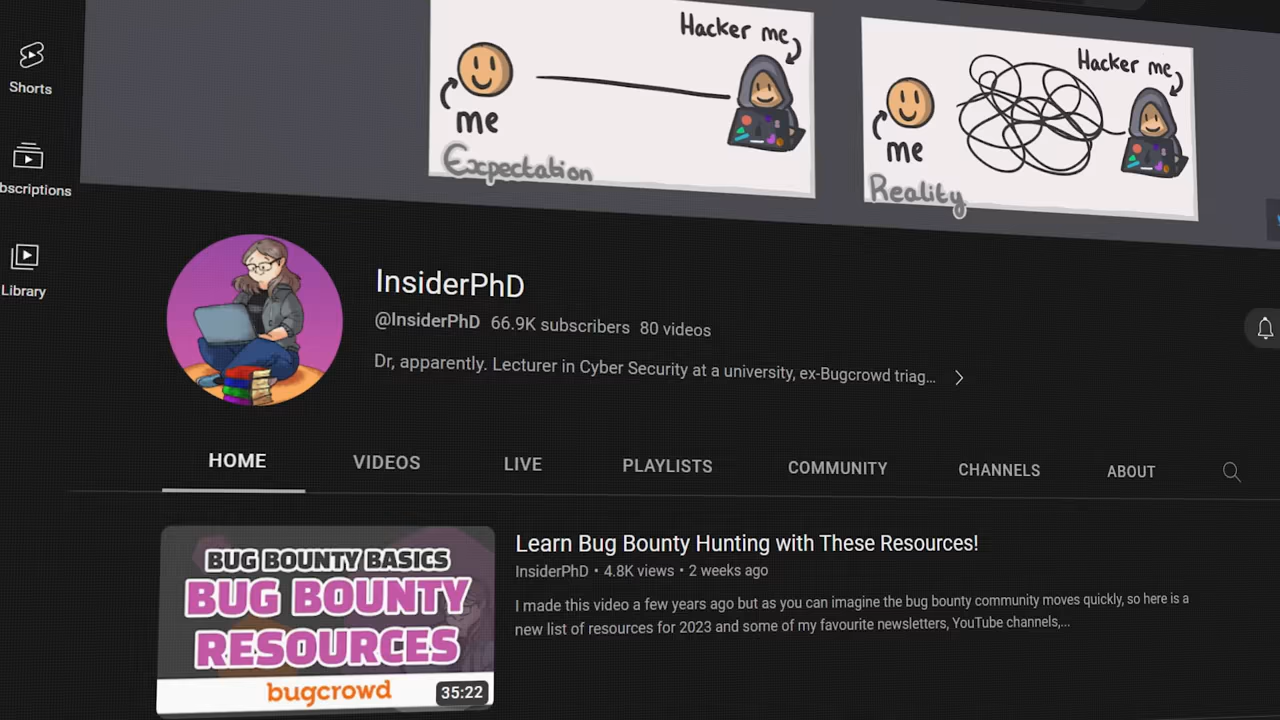 Hacker me
me
Expectation
Hacker me
me
Reality
Shorts
bscriptions
Library
InsiderPhD
@InsiderPhD 66.9K subscribers 80 videos
Dr, apparently. Lecturer in Cyber Security at a university, ex-Bugcrowd triag...
HOME VIDEOS LIVE PLAYLISTS COMMUNITY CHANNELS ABOUT
BUG BOUNTY BASICS
BUG BOUNTY
RESOURCES
bugcrowd
35:22
Learn Bug Bounty Hunting with These Resources!
InsiderPhD • 4.8K views • 2 weeks ago
I made this video a few years ago but as you can imagine the bug bounty community moves quickly, so here is a
new list of resources for 2023 and some of my favourite newsletters, YouTube channels,...